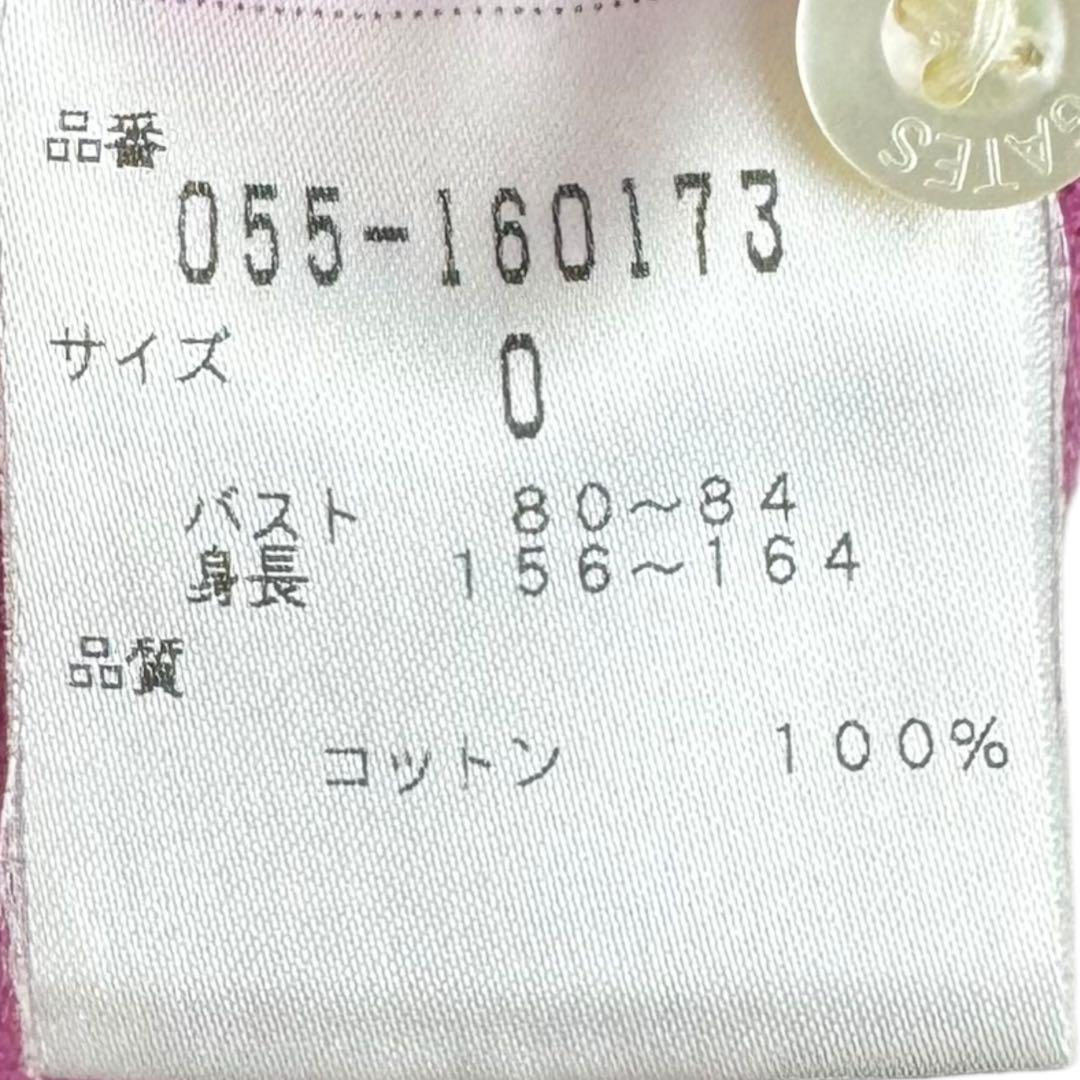 品番
055-160173
サイズ 0
バスト 80～84
身長 156～164
品質
コットン 100%